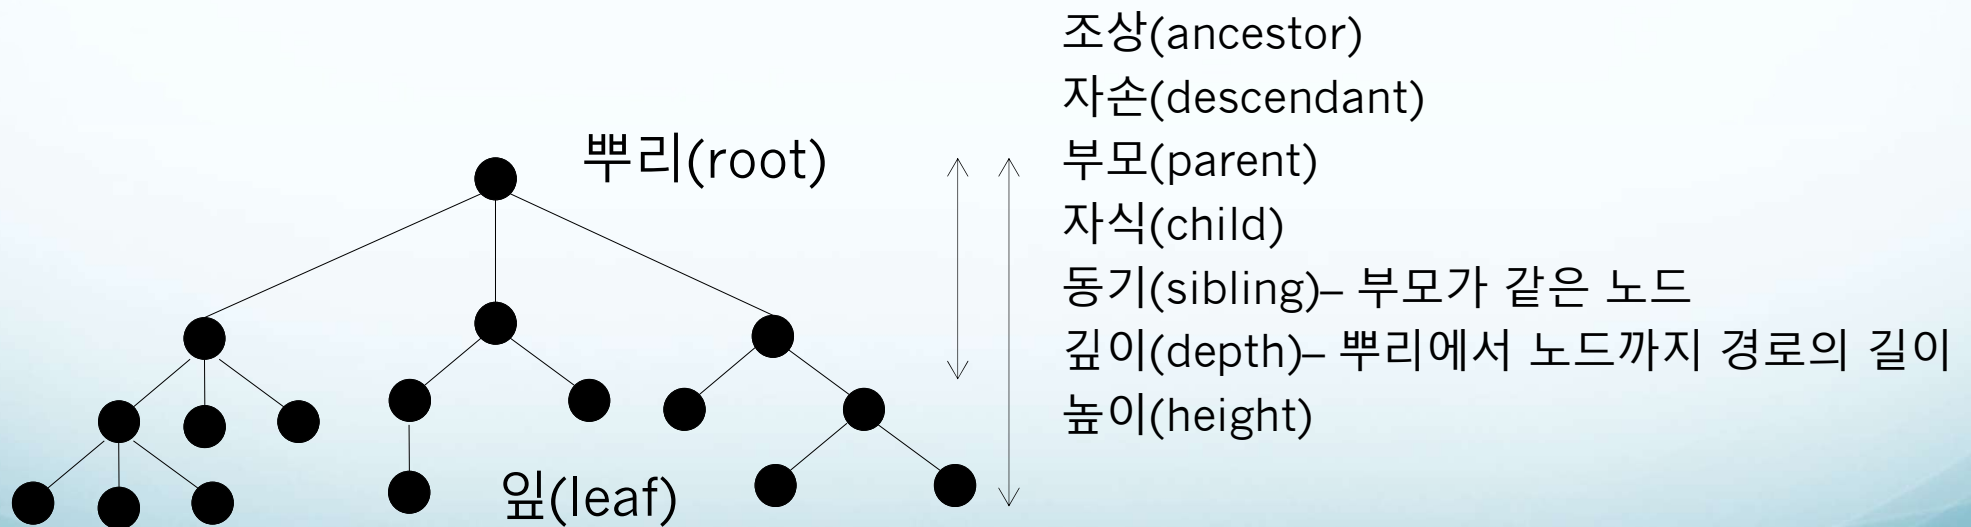 조상(ancestor)
자손(descendant)
부모(parent)
자식(child)
동기(sibling)– 부모가 같은 노드
깊이(depth)– 뿌리에서 노드까지 경로의 길이
높이(height)
뿌리(root)
잎(leaf)